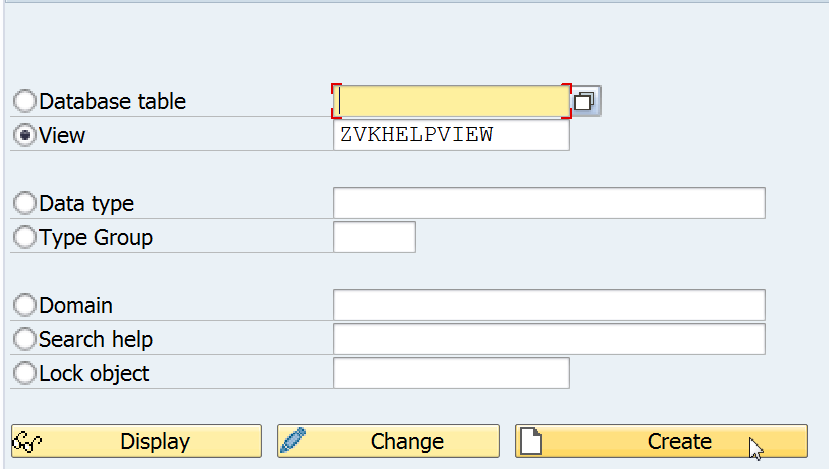 Database table
View ZVKHELPVIEW
Data type
Type Group
Domain
Search help
Lock object
Display Change Create